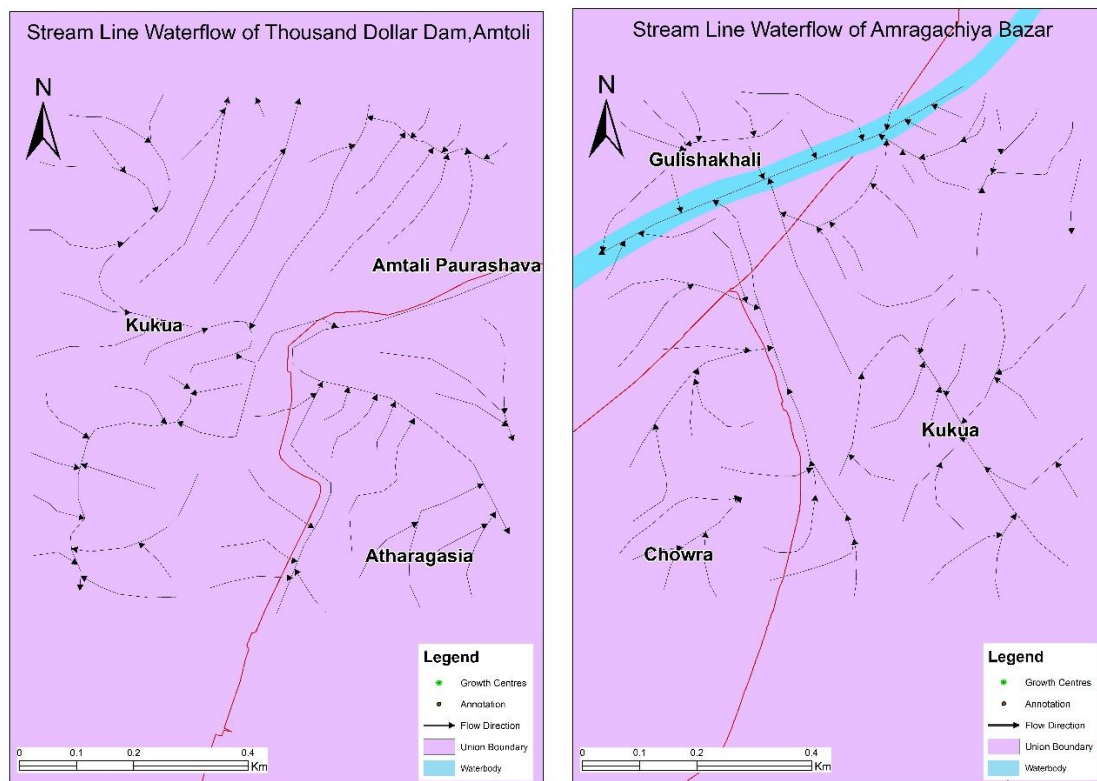 Stream Line Waterflow of Thousand Dollar Dam,Amtoli
N
Amtali Paurashava
Kukua
Atharagasia
Legend
Growth Centres
Annotation
Flow Direction
Union Boundary
Waterbody
0 0.1 0.2 0.4
Km
Stream Line Waterflow of Amragachiya Bazar
N
Gulishakhali
Kukua
Chowra
Legend
Growth Centres
Annotation
Flow Direction
Union Boundary
Waterbody
0 0.1 0.2 0.4
Km